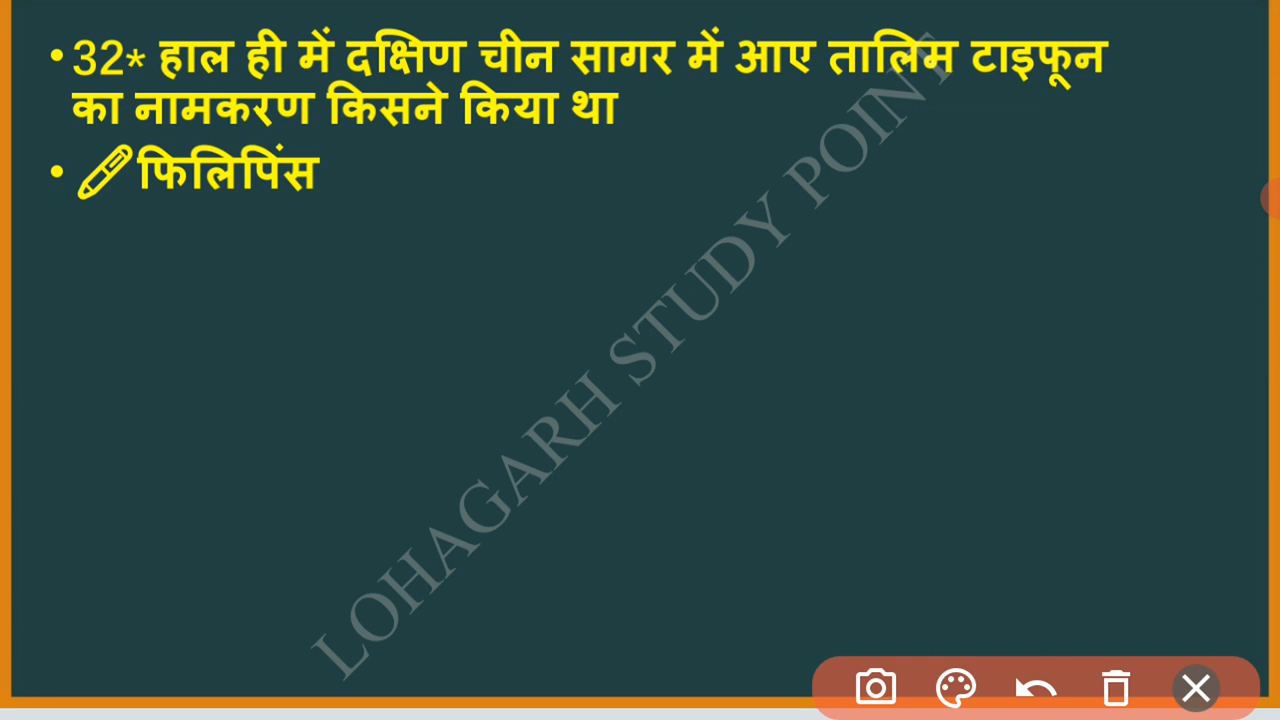 •32* हाल ही में दक्षिण चीन सागर में आए तालिम टाइफून
का नामकरण किसने किया था
•🖍फिलिपिंस
LOHAGARH STUDY POINT